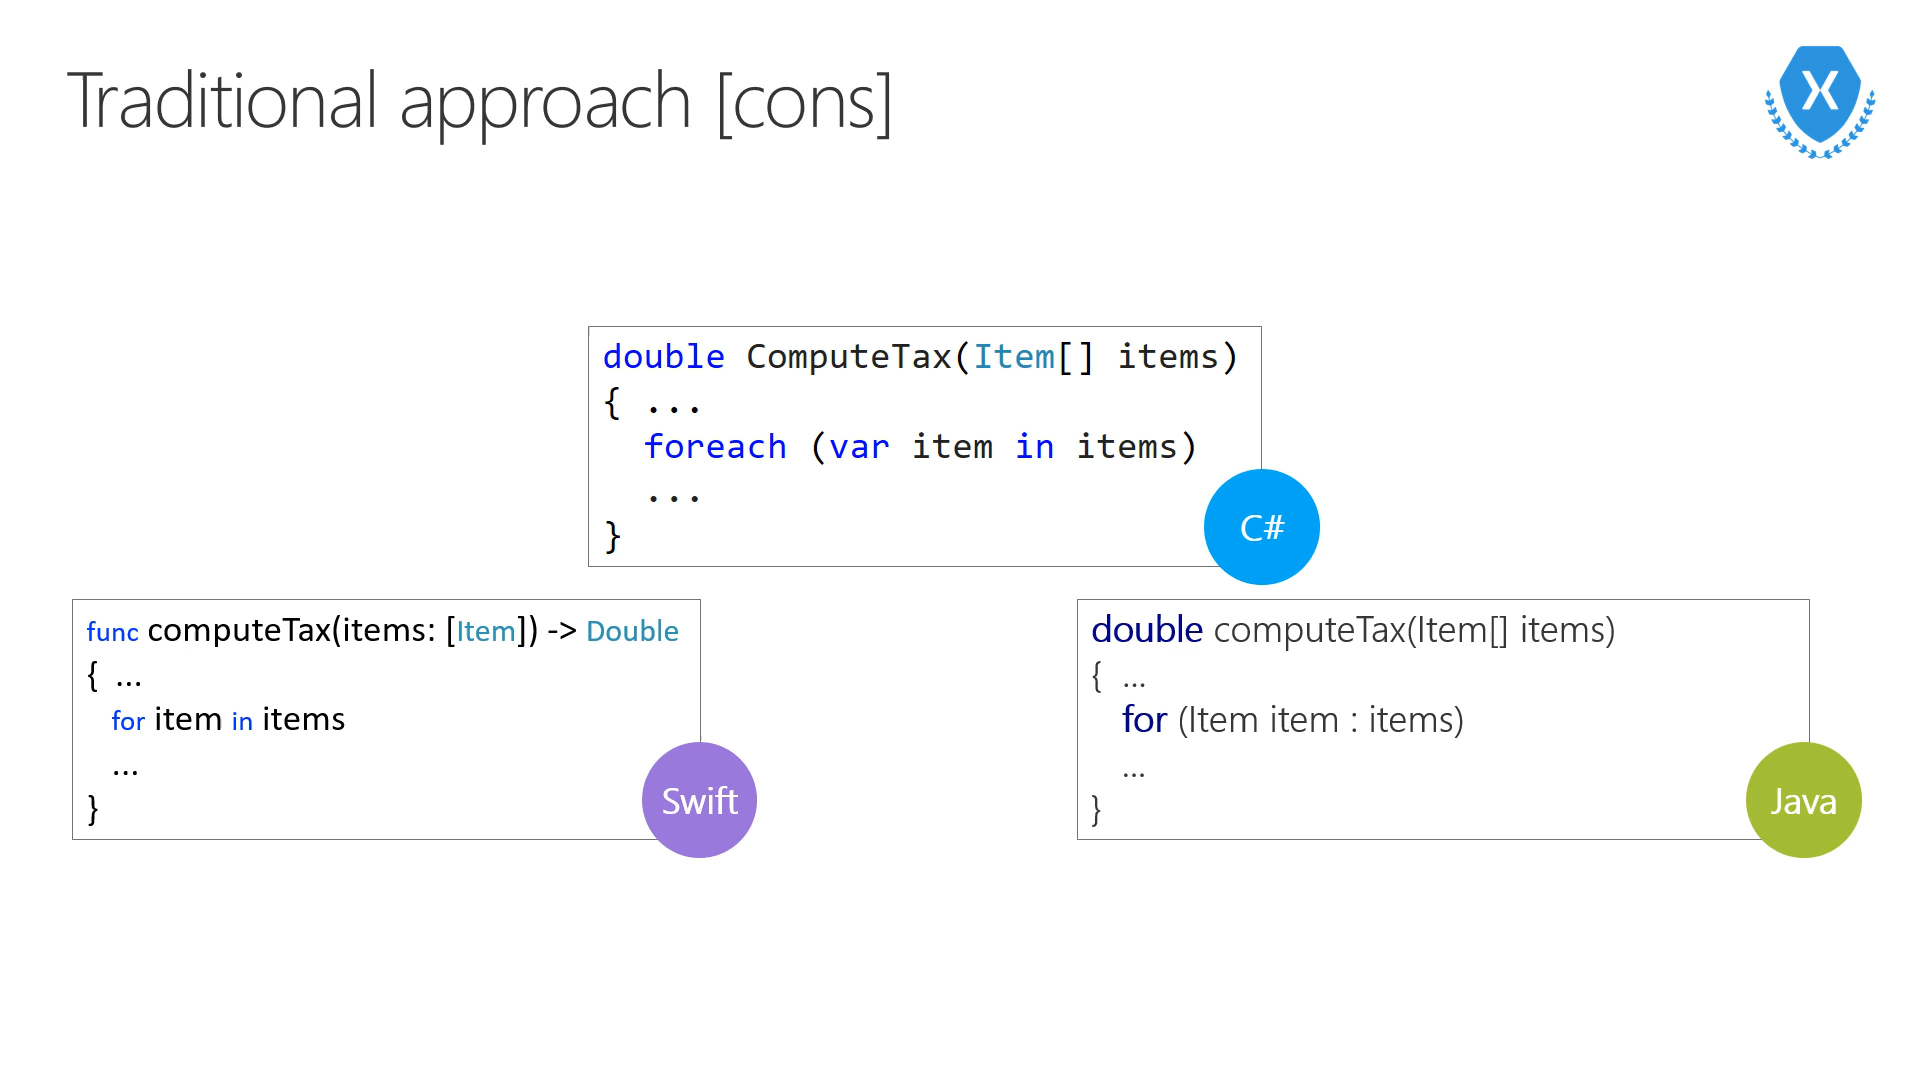 Traditional approach [cons]
X
double ComputeTax(Item[] items)
{ ...
foreach (var item in items)
...
}
C#
func computeTax(items: [Item]) -> Double
{ ...
for item in items
...
}
Swift
double computeTax(Item[] items)
{ ...
for (Item item : items)
...
}
Java